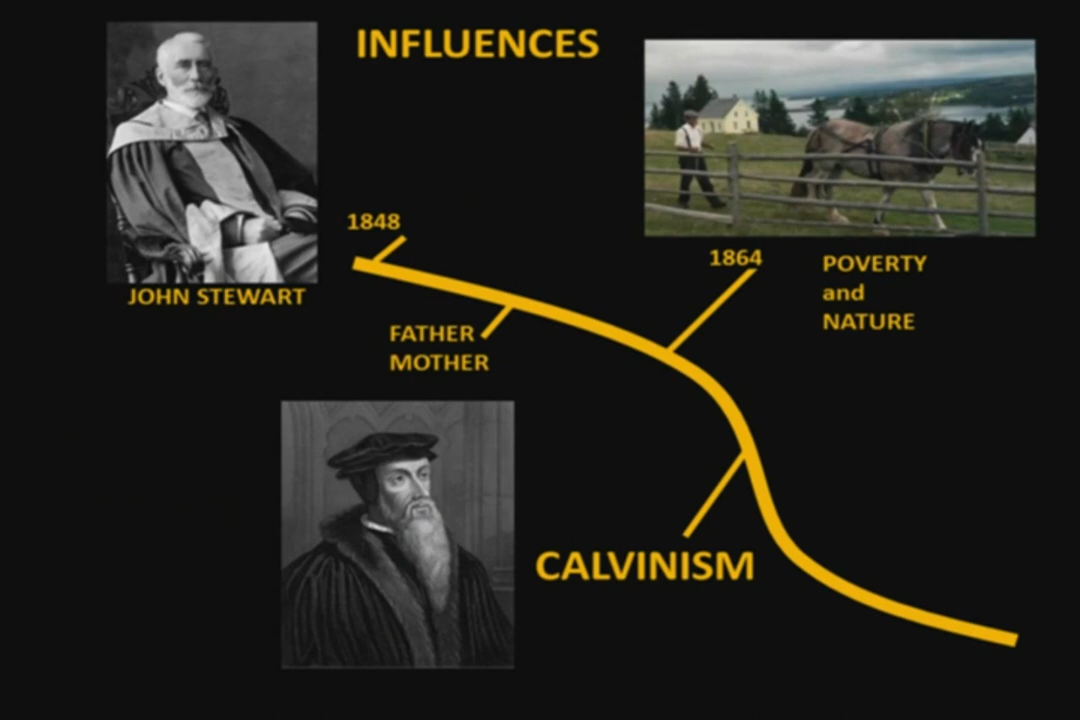 INFLUENCES
JOHN STEWART
1848
FATHER
MOTHER
1864
POVERTY
and
NATURE
CALVINISM